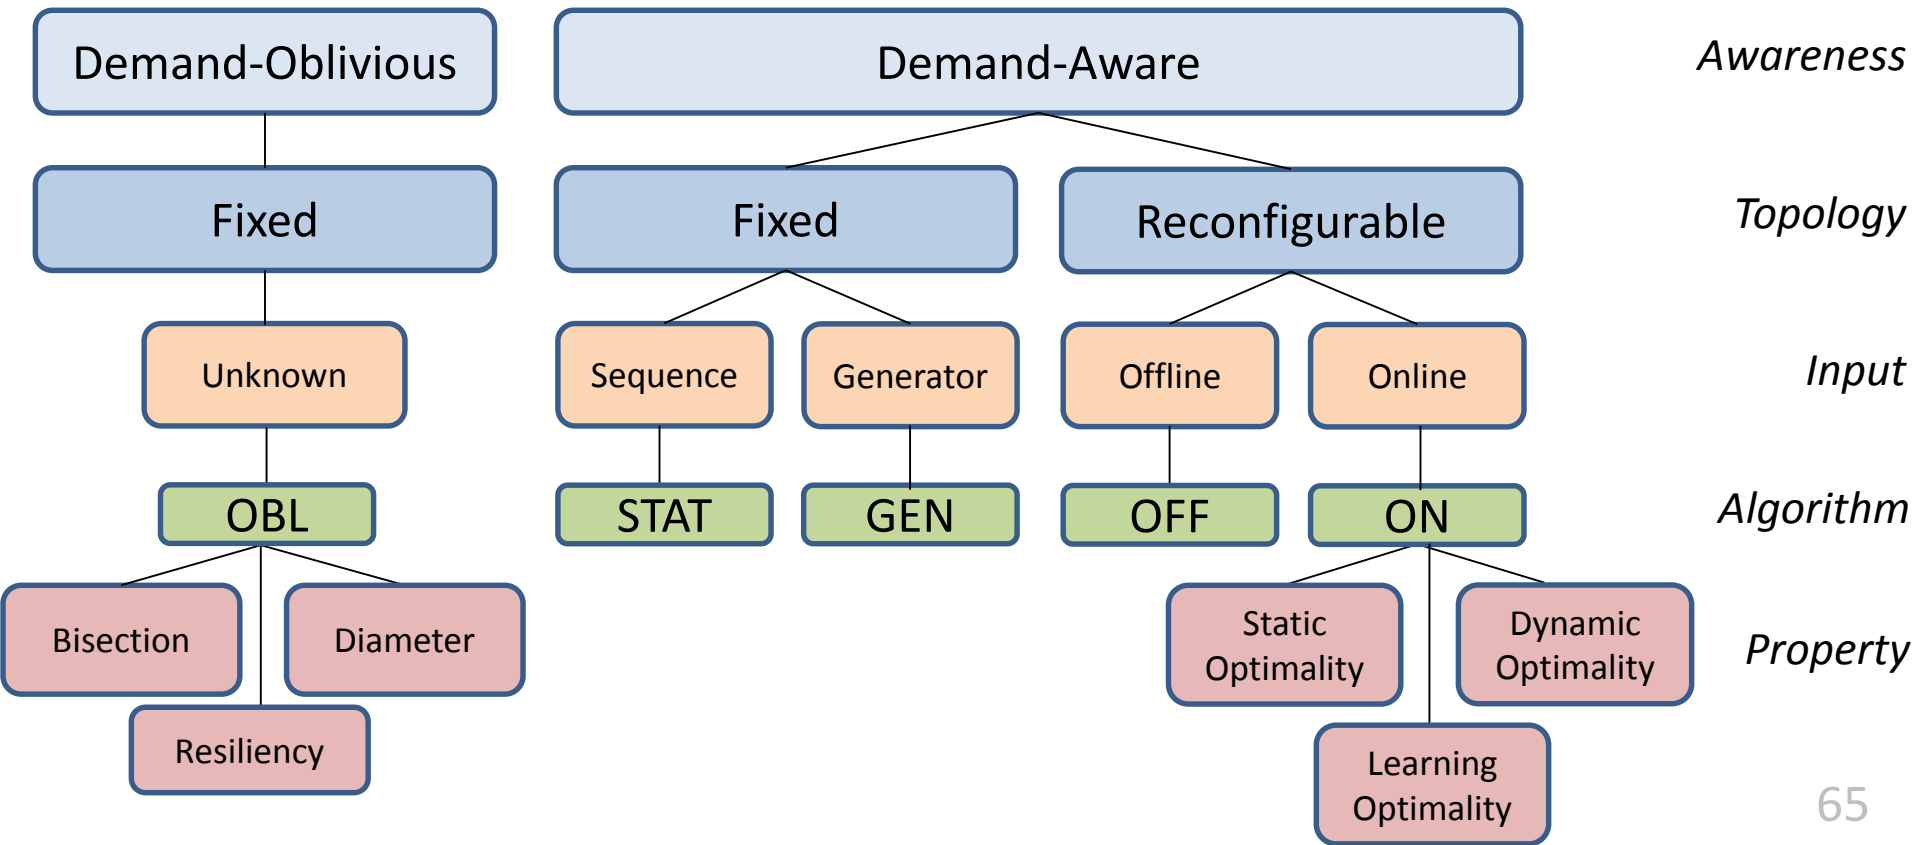 Demand-Oblivious
Demand-Aware
Awareness
Fixed
Fixed
Reconfigurable
Topology
Unknown
Sequence
Generator
Offline
Online
Input
OBL
STAT
GEN
OFF
ON
Algorithm
Bisection
Diameter
Static
Optimality
Dynamic
Optimality
Property
Resiliency
Learning
Optimality
65